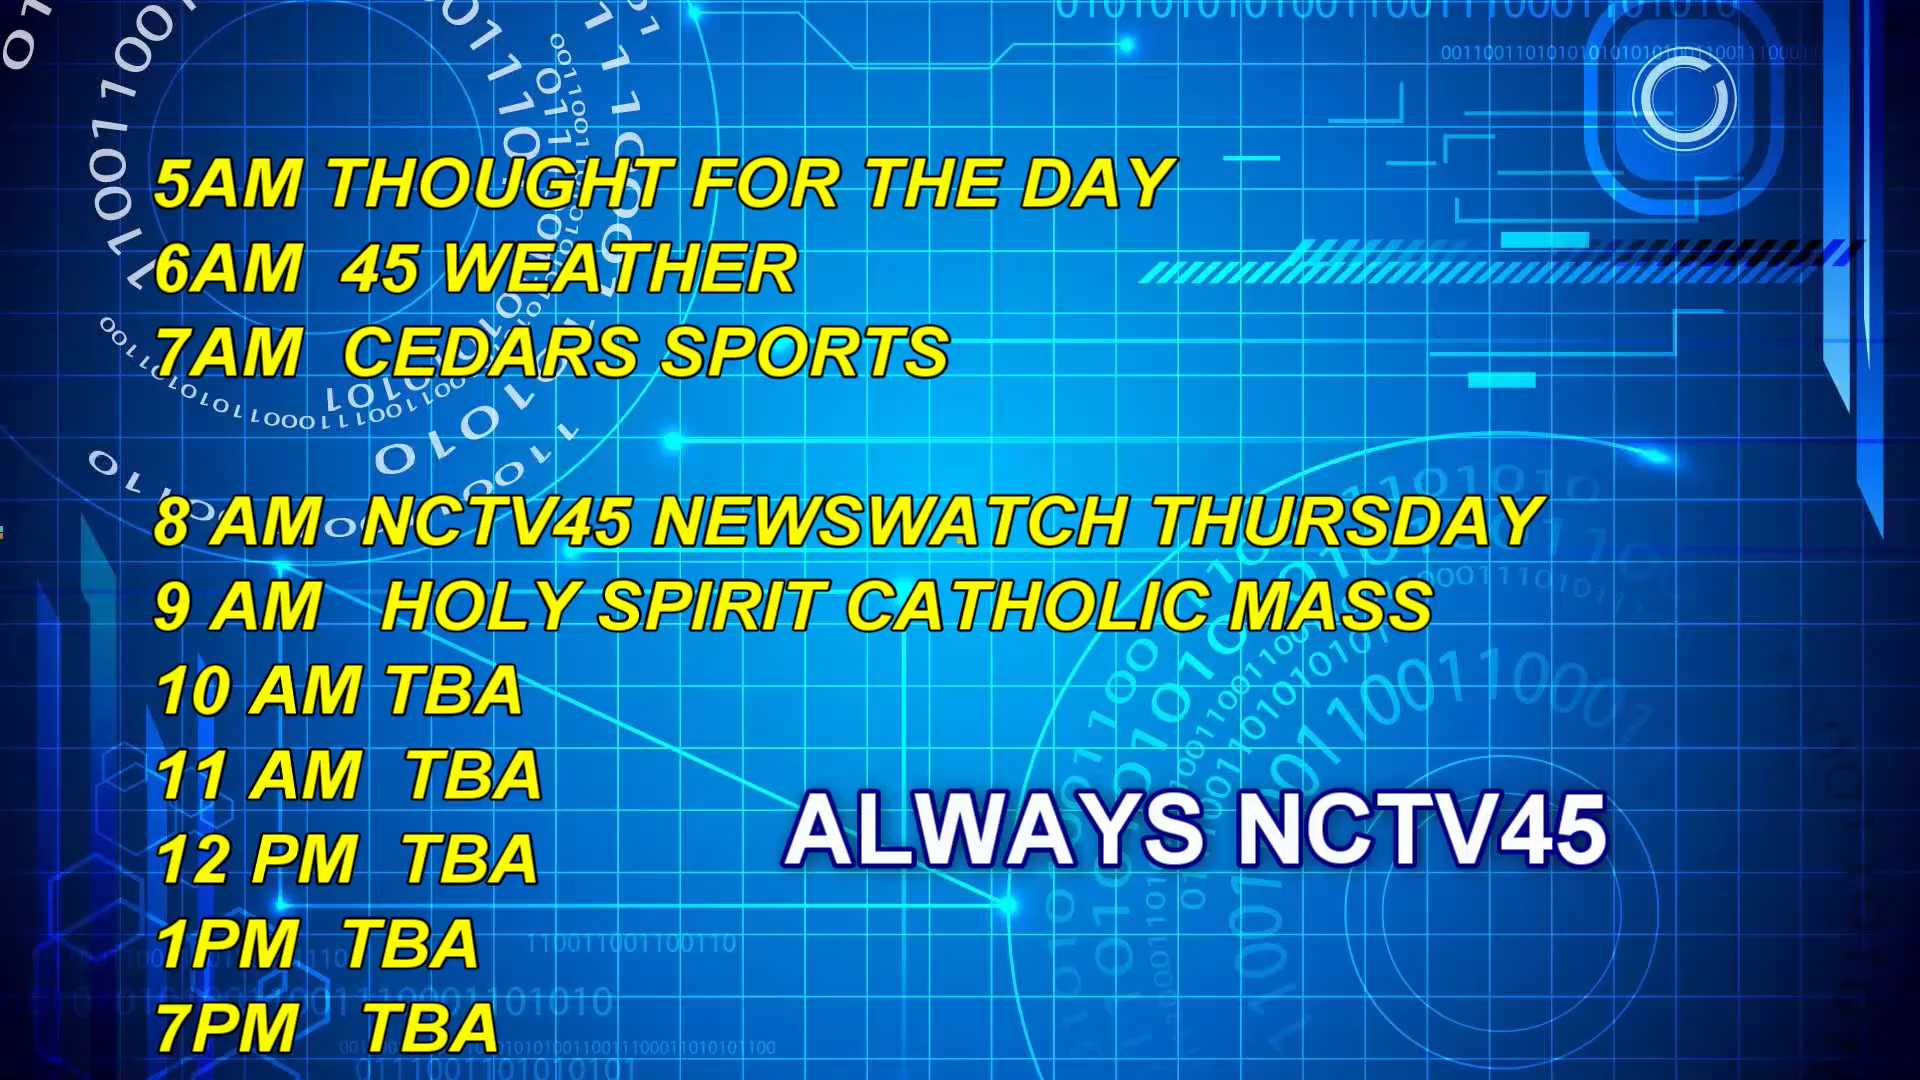 5AM THOUGHT FOR THE DAY
6AM 45 WEATHER
7AM CEDARS SPORTS
8 AM NCTV45 NEWSWATCH THURSDAY
9 AM HOLY SPIRIT CATHOLIC MASS
10 AM TBA
11 AM TBA
12 PM TBA
1PM TBA
7PM TBA
ALWAYS NCTV45